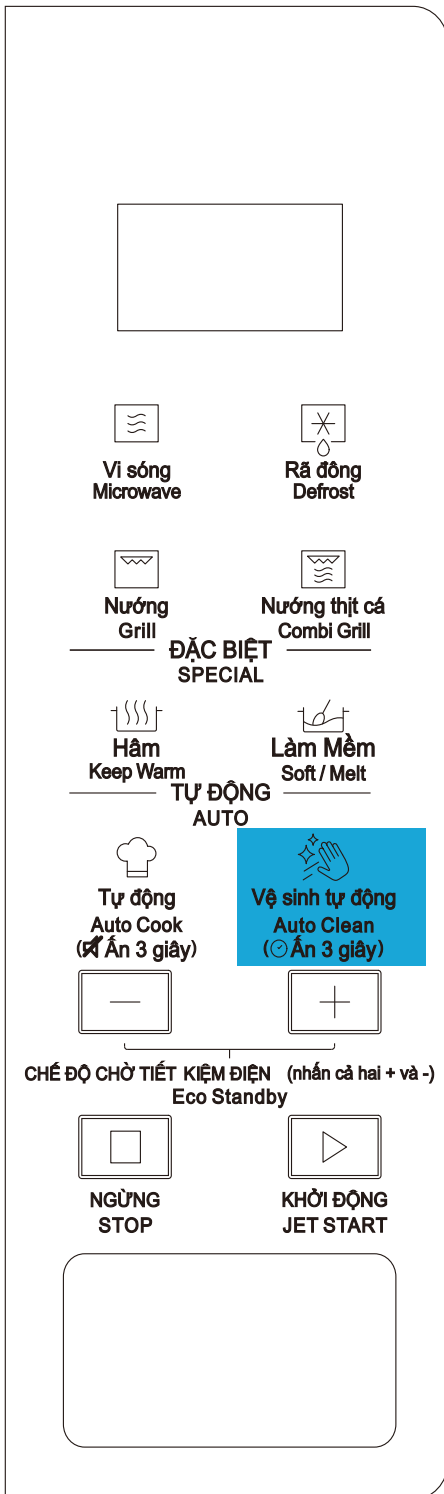 Vi sóng
Microwave
Rã đông
Defrost
Nướng
Grill
Nướng thịt cá
Combi Grill
ĐẶC BIỆT
SPECIAL
Hâm
Keep Warm
Làm Mềm
Soft / Melt
TỰ ĐỘNG
AUTO
Tự động
Auto Cook
(Ấn 3 giây)
Vệ sinh tự động
Auto Clean
(Ấn 3 giây)
CHẾ ĐỘ CHỜ TIẾT KIỆM ĐIỆN (nhấn cả hai + và -)
Eco Standby
NGỪNG
STOP
KHỞI ĐỘNG
JET START